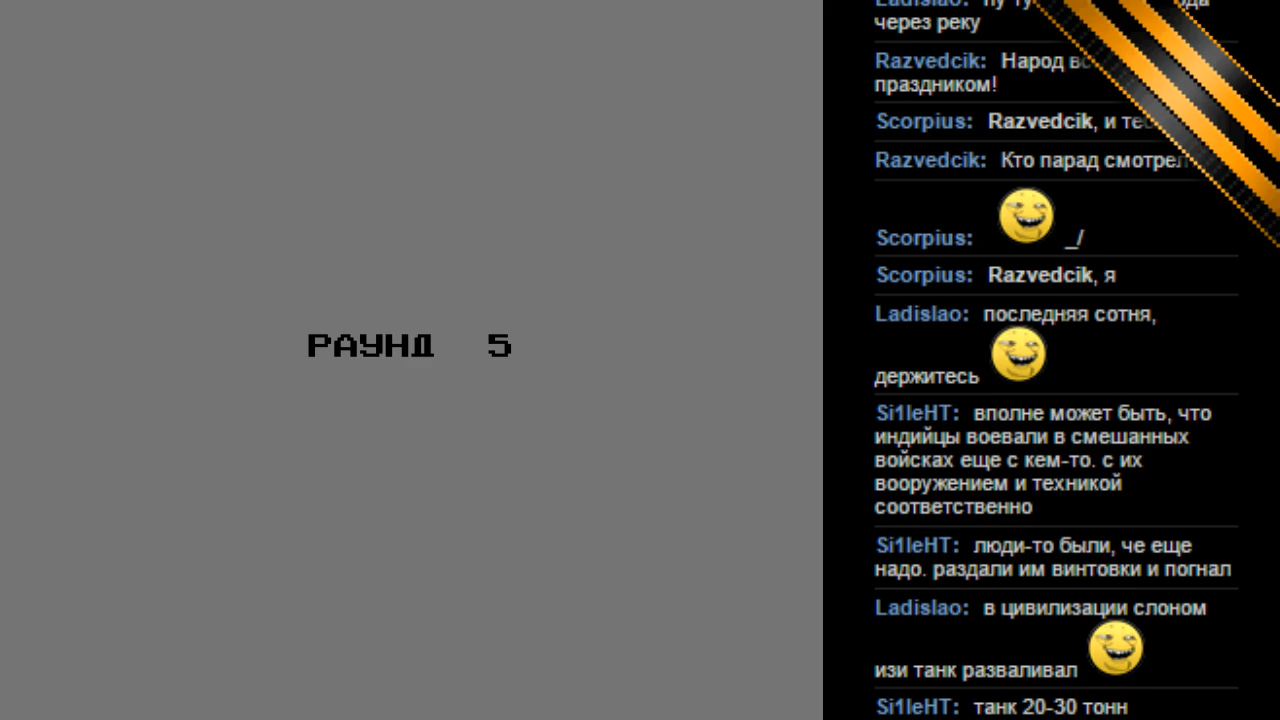 РАУНД 5
через реку
Razvedcik: Народ
праздником!
Scorpius: Razvedcik, и
Razvedcik: Кто парад смотрел
Scorpius: _/
Scorpius: Razvedcik, я
Ladislao: последняя сотня,
держитесь
Si1leHT: вполне может быть, что
индийцы воевали в смешанных
войсках еще с кем-то. с их
вооружением и техникой
соответственно
Si1leHT: люди-то были, че еще
надо. раздали им винтовки и погнал
Ladislao: в цивилизации слоном
изи танк разваливал
Si1leHT: танк 20-30 тонн